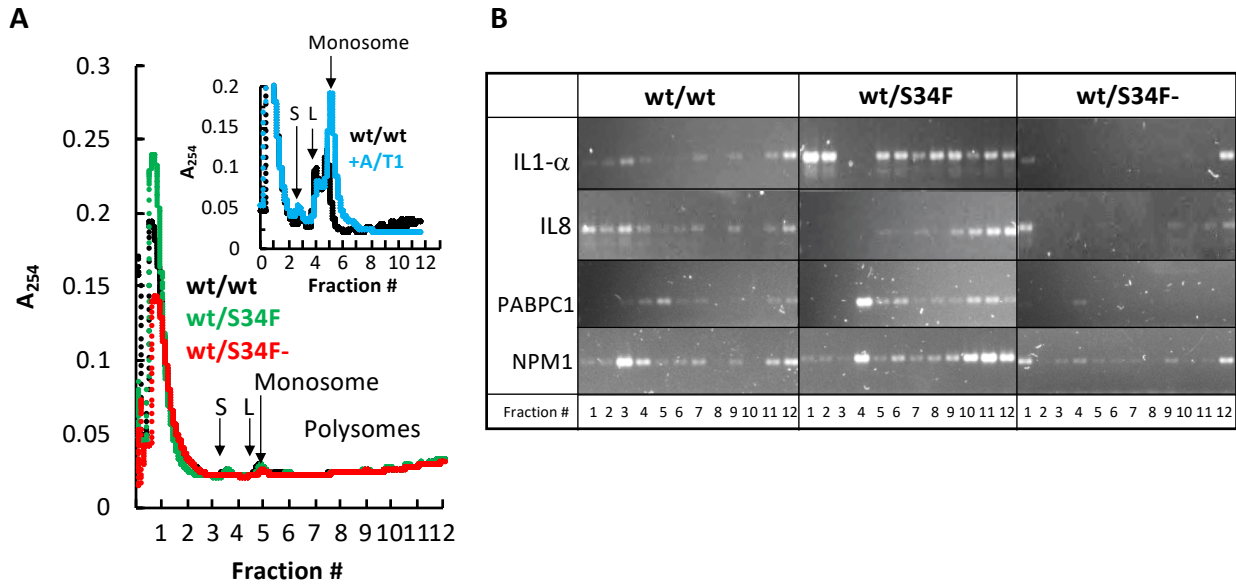 A
B
0.3
0.25
0.2
0.15
0.1
0.05
0
A254
1 2 3 4 5 6 7 8 9 10 11 12
Fraction #
wt/wt
wt/S34F
wt/S34F-
S L
Monosome
Polysomes
Monosome
0.2
0.15
0.1
0.05
0
A254
S L
wt/wt
+A/T1
0 2 4 6 8 10 12
Fraction #
wt/wt wt/S34F wt/S34F-
IL1-α
IL8
PABPC1
NPM1
Fraction # 1 2 3 4 5 6 7 8 9 10 11 12 1 2 3 4 5 6 7 8 9 10 11 12 1 2 3 4 5 6 7 8 9 10 11 12